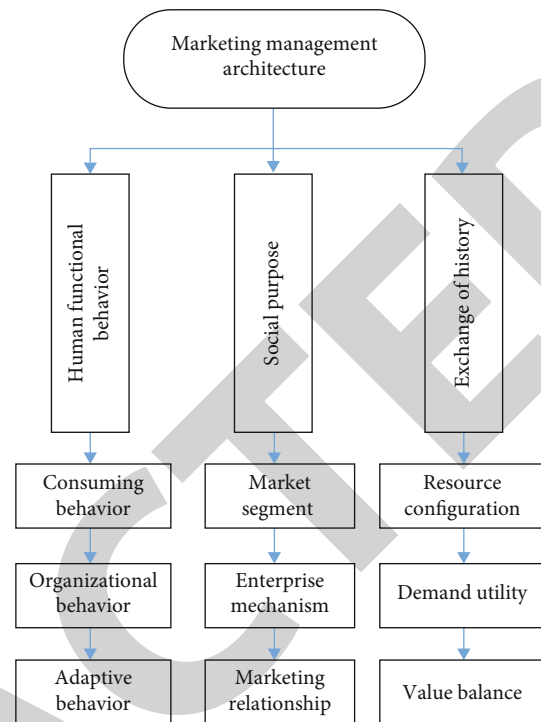 Marketing management
architecture
Human functional
behavior
Social purpose
Exchange of history
Consuming
behavior
Market
segment
Resource
configuration
Organizational
behavior
Enterprise
mechanism
Demand utility
Adaptive
behavior
Marketing
relationship
Value balance
ACTED